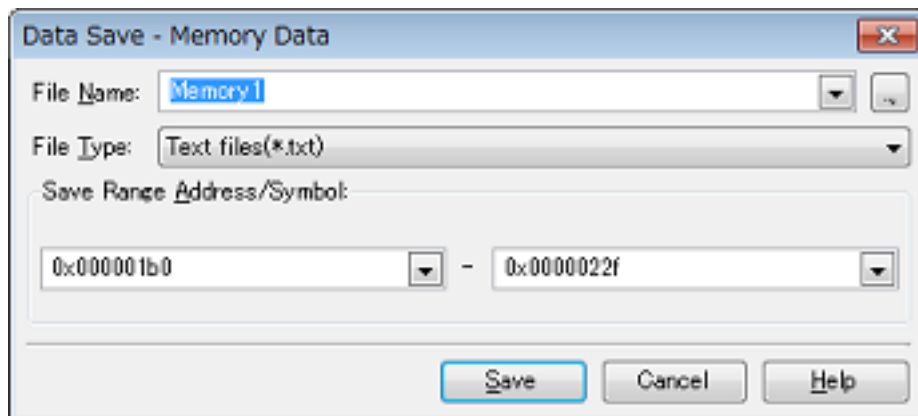 Data Save - Memory Data
File Name: Memory1 ...
File Type: Text files(*.txt)
Save Range Address/Symbol:
0x000001b0 - 0x0000022f
Save Cancel Help